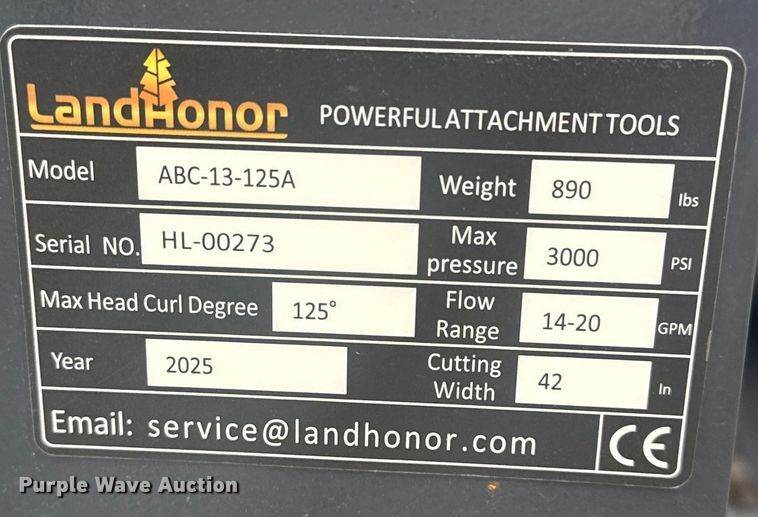 LandHonor POWERFUL ATTACHMENT TOOLS
Model ABC-13-125A Weight 890 lbs
Serial NO. HL-00273 Max pressure 3000 PSI
Max Head Curl Degree 125° Flow Range 14-20 GPM
Year 2025 Cutting Width 42 In
Email: service@landhonor.com CE
Purple Wave Auction